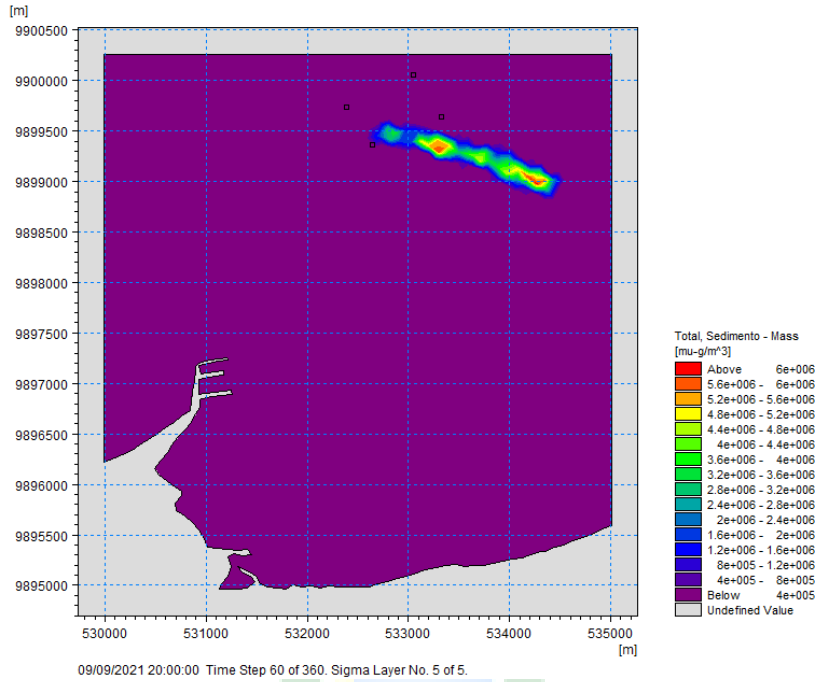 [m]
9900500
9900000
9899500
9899000
9898500
9898000
9897500
9897000
9896500
9896000
9895500
9895000
530000 531000 532000 533000 534000 535000
[m]
09/09/2021 20:00:00 Time Step 60 of 360. Sigma Layer No. 5 of 5.
Total, Sedimento - Mass
[mu-g/m^3]
Above 6e+006
5.6e+006 - 6e+006
5.2e+006 - 5.6e+006
4.8e+006 - 5.2e+006
4.4e+006 - 4.8e+006
4e+006 - 4.4e+006
3.6e+006 - 4e+006
3.2e+006 - 3.6e+006
2.8e+006 - 3.2e+006
2.4e+006 - 2.8e+006
2e+006 - 2.4e+006
1.6e+006 - 2e+006
1.2e+006 - 1.6e+006
8e+005 - 1.2e+006
4e+005 - 8e+005
Below 4e+005
Undefined Value